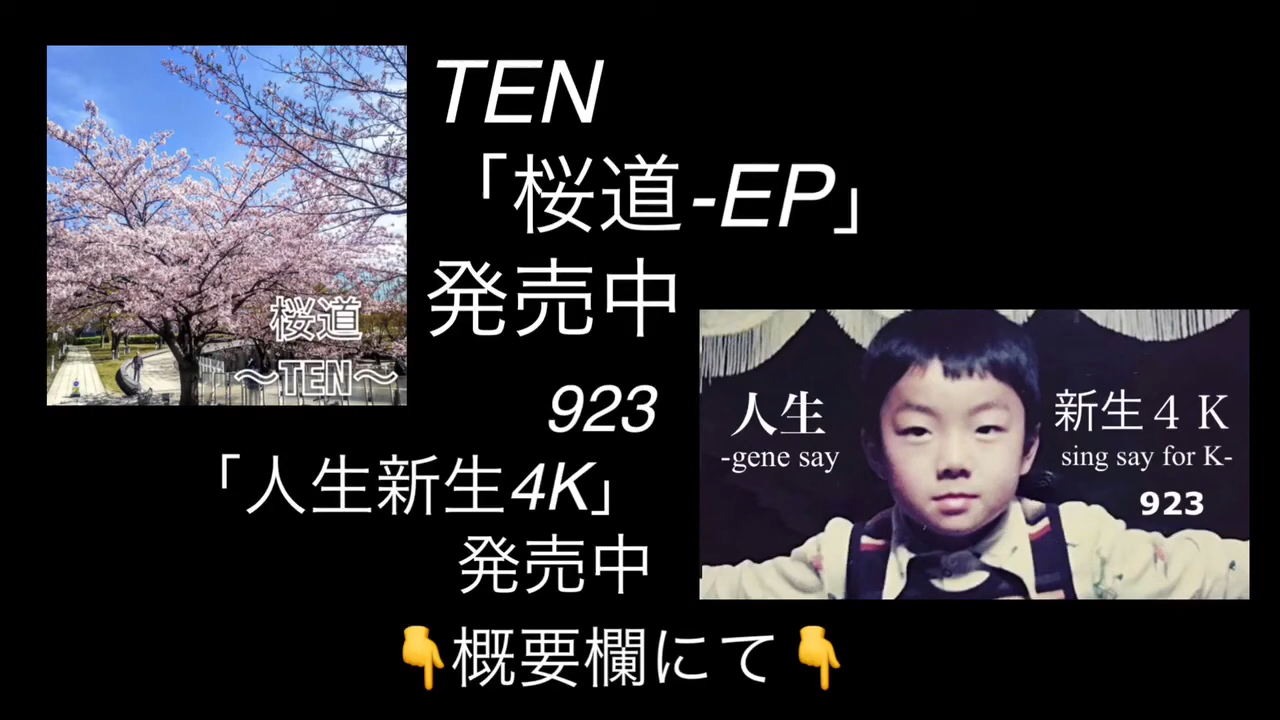 TEN
「桜道-EP」
発売中
桜道
〜TEN〜
923
「人生新生4K」
発売中
人生
-gene say
新生４Ｋ
sing say for K-
923
👇概要欄にて👇